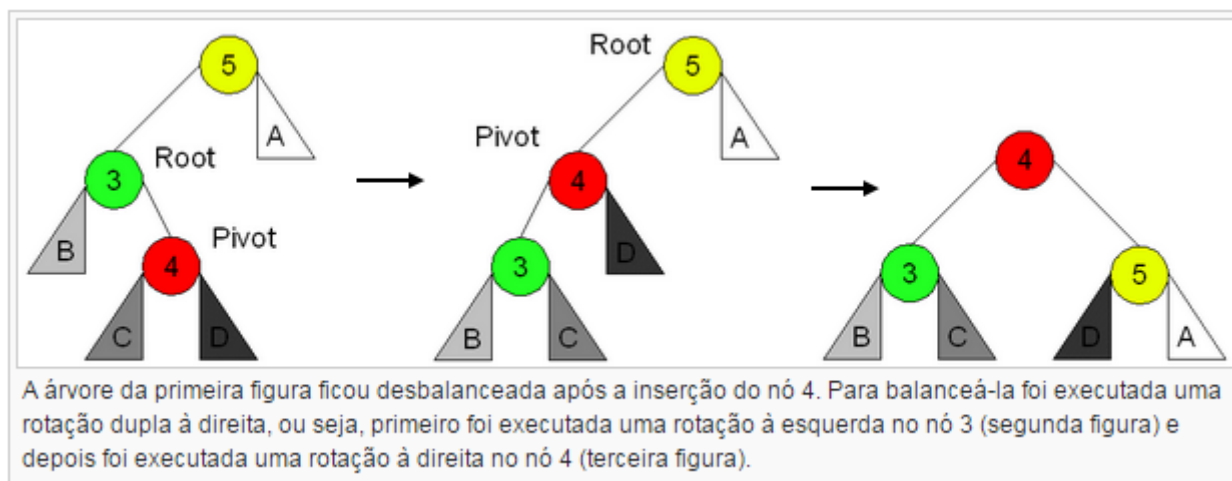 5
A
3
Root
B
4
Pivot
C
D
Root
5
A
Pivot
4
D
3
B
C
4
3
5
B
C
D
A
A árvore da primeira figura ficou desbalanceada após a inserção do nó 4. Para balanceá-la foi executada uma
rotação dupla à direita, ou seja, primeiro foi executada uma rotação à esquerda no nó 3 (segunda figura) e
depois foi executada uma rotação à direita no nó 4 (terceira figura).